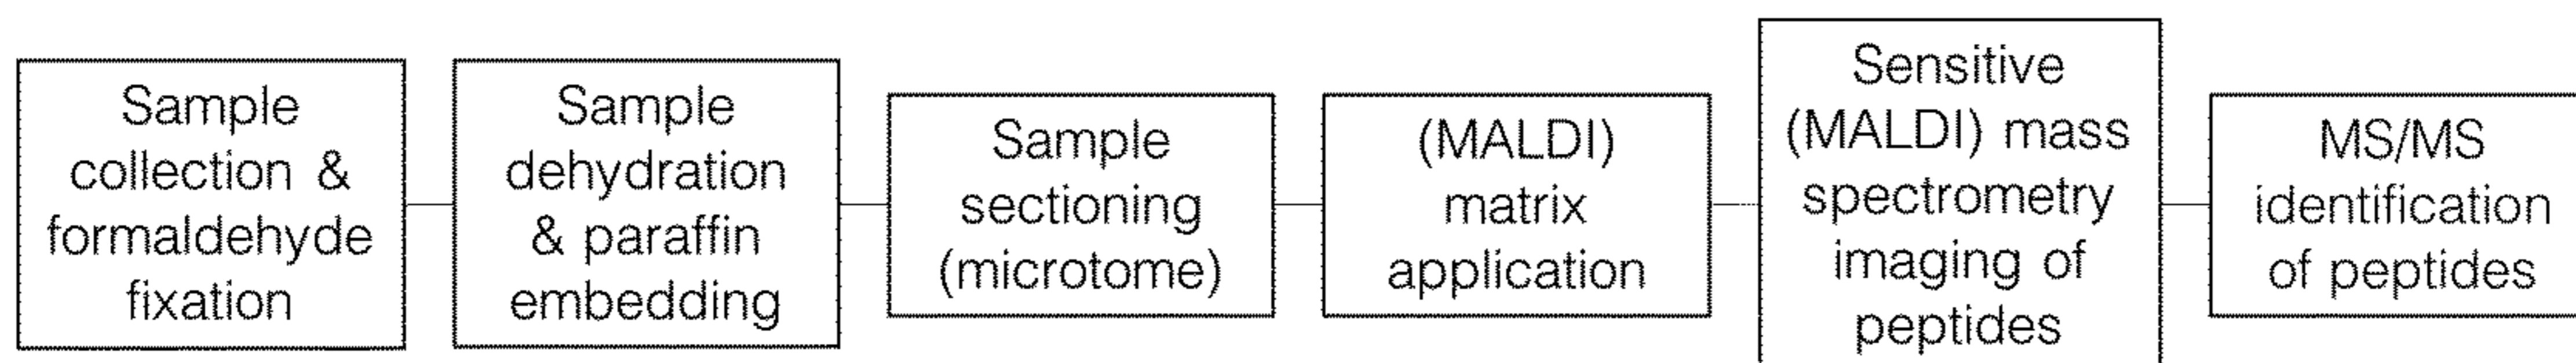 Sample
collection &
formaldehyde
fixation
Sample
dehydration
& paraffin
embedding
Sample
sectioning
(microtome)
(MALDI)
matrix
application
Sensitive
(MALDI) mass
spectrometry
imaging of
peptides
MS/MS
identification
of peptides